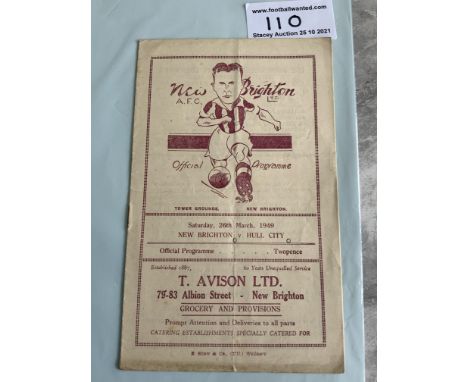 www.footballwanted.com
110
Stacey Auction 25 10 2021
New Brighton
A.F.C. LTD.
Official Programme
TOWER GROUNDS, NEW BRIGHTON.
Saturday, 26th March, 1949
NEW BRIGHTON v HULL CITY
Official Programme . . . . . Twopence
Established 1887, 60 Years Unequalled Service
T. AVISON LTD.
79-83 Albion Street - New Brighton
GROCERY AND PROVISIONS
Prompt Attention and Deliveries to all parts
CATERING ESTABLISHMENTS SPECIALLY CATERED FOR
& Co.